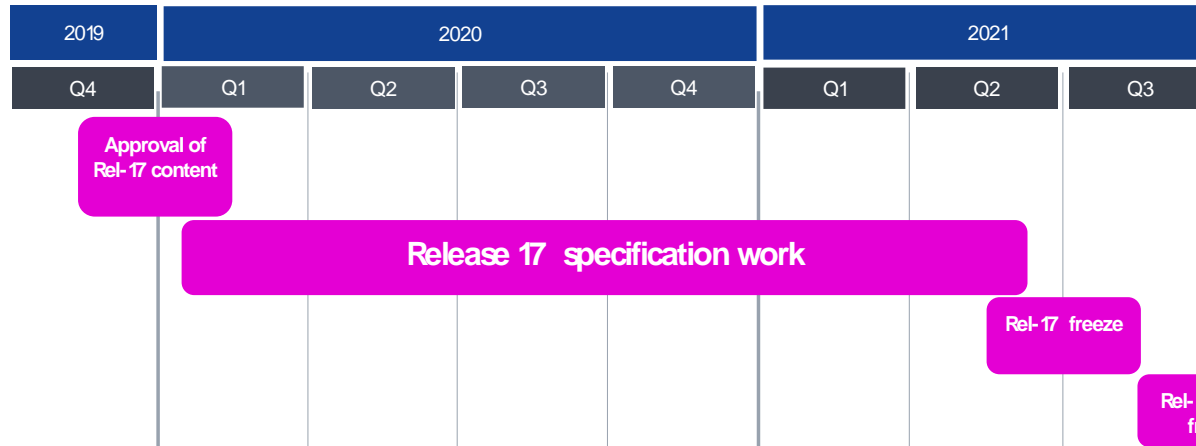 2019 2020 2021
Q4 Q1 Q2 Q3 Q4 Q1 Q2 Q3
Approval of
Rel-17 content
Release 17 specification work
Rel-17 freeze
Rel-